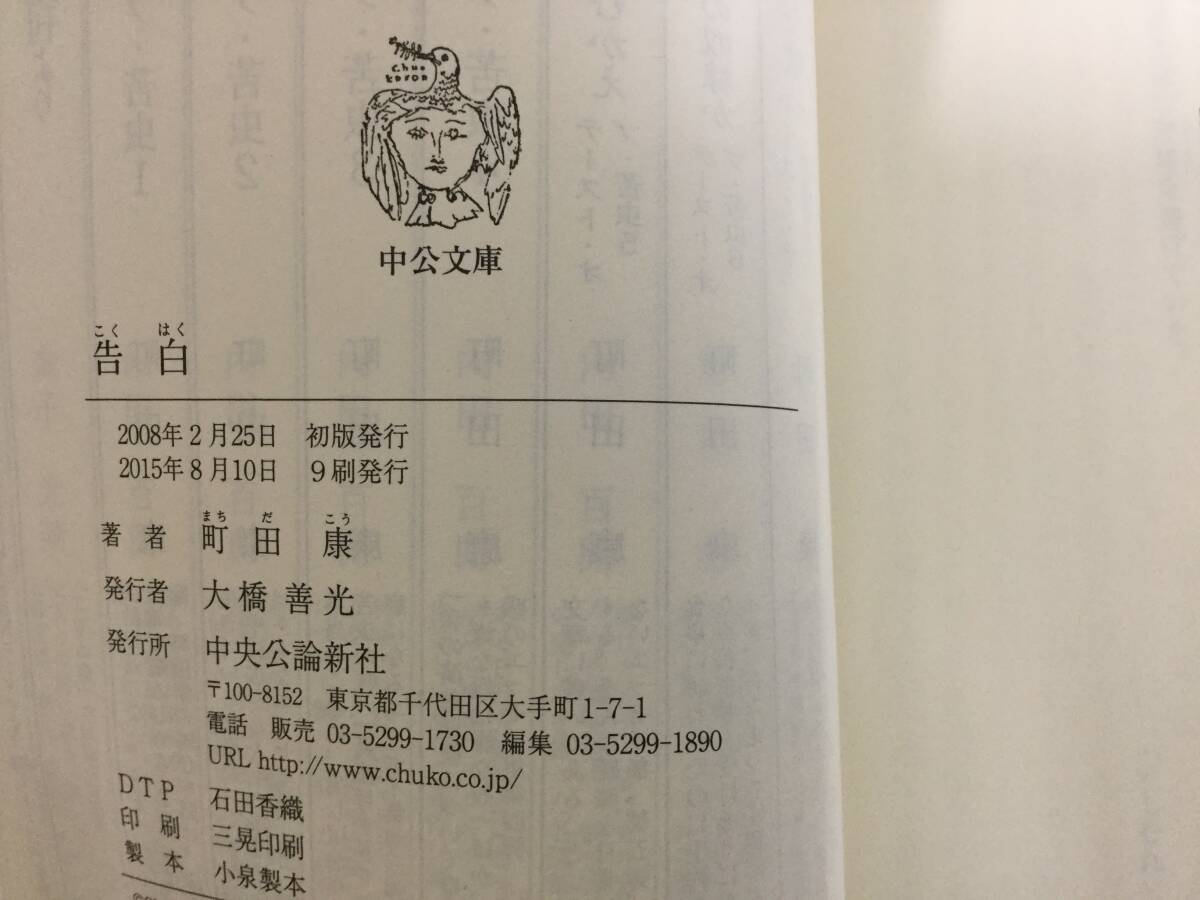 Chuo
koron
中公文庫
こく はく
告白
2008年2月25日 初版発行
2015年8月10日 9刷発行
まち だ こう
著者 町田 康
発行者 大橋善光
発行所 中央公論新社
〒100-8152 東京都千代田区大手町1-7-1
電話 販売 03-5299-1730 編集 03-5299-1890
URL http://www.chuko.co.jp/
DTP 石田香織
印刷 三晃印刷
製本 小泉製本